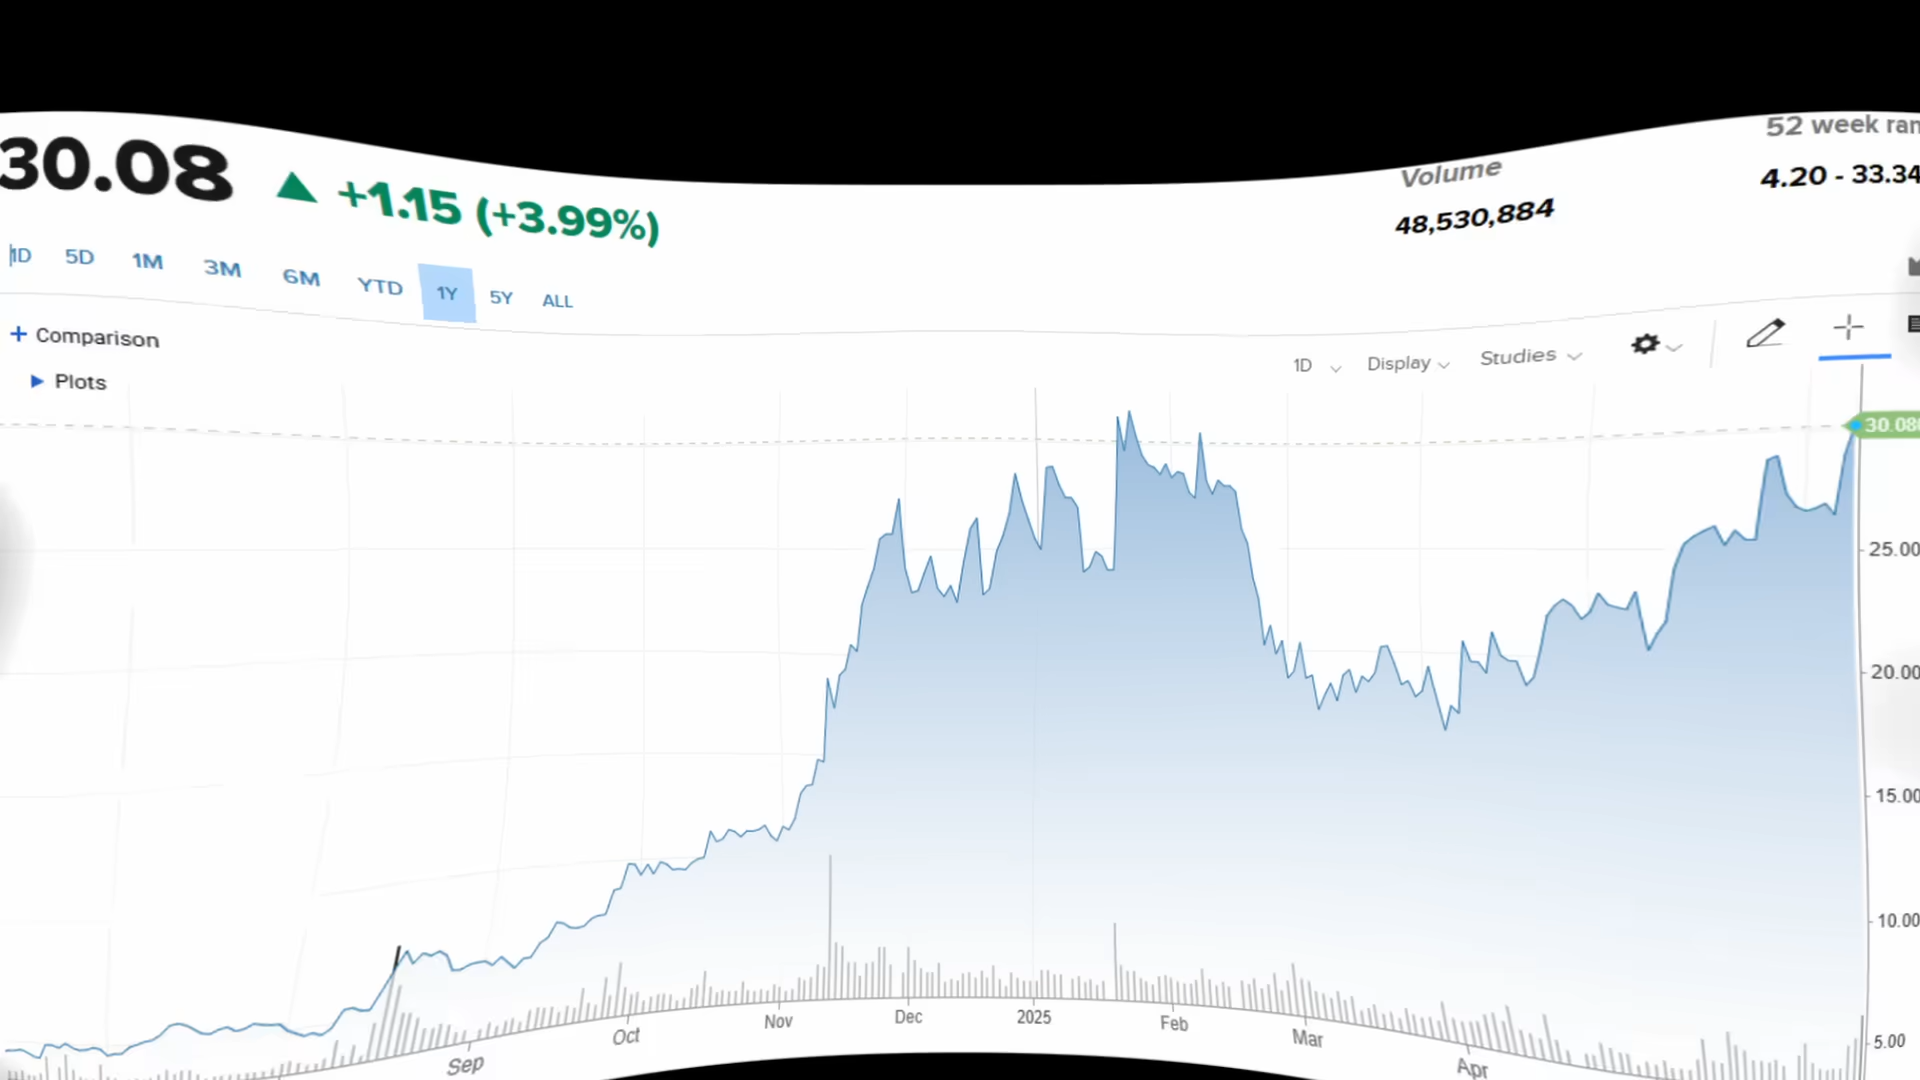 30.08 +1.15 (+3.99%)
Volume
48,530,884
52 week ran
4.20 - 33.34
1D 5D 1M 3M 6M YTD 1Y 5Y ALL
+ Comparison
Plots
1D Display Studies
30.080
25.00
20.00
15.00
10.00
5.00
Sep Oct Nov Dec 2025 Feb Mar Apr